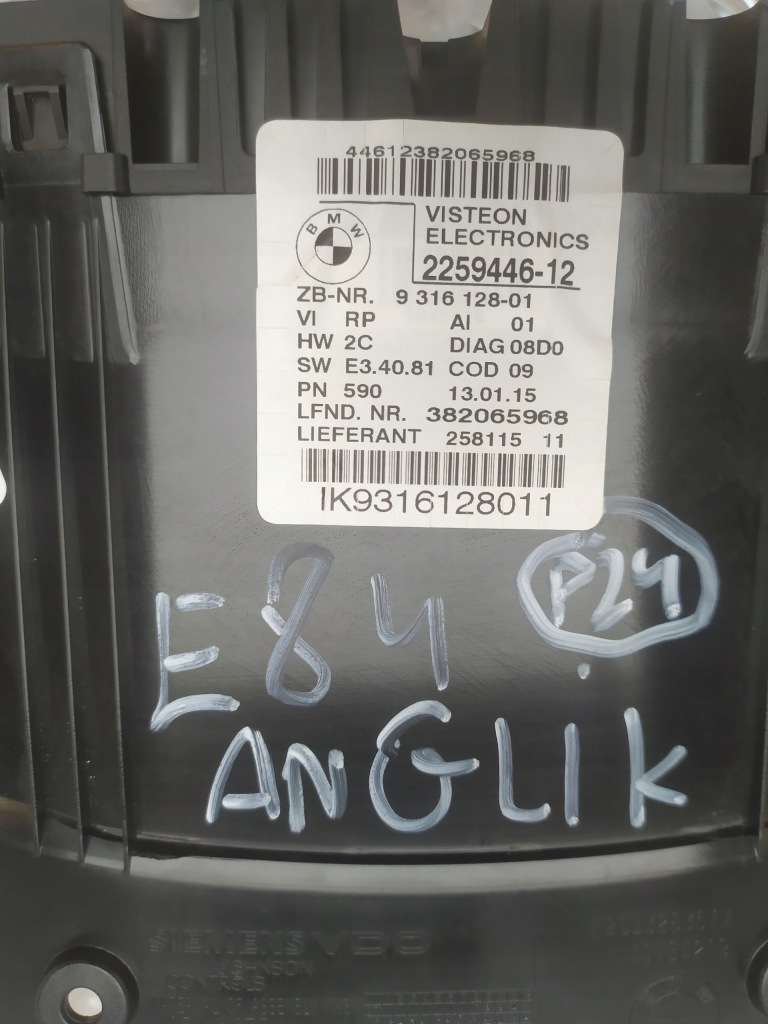 44612382065968
BMW
VISTEON
ELECTRONICS
2259446-12
ZB-NR. 9 316 128-01
VI RP AI 01
HW 2C DIAG 08D0
SW E3.40.81 COD 09
PN 590 13.01.15
LFND. NR. 382065968
LIEFERANT 258115 11
IK9316128011
P24
E84
ANGLIK
SIEMENS VDO